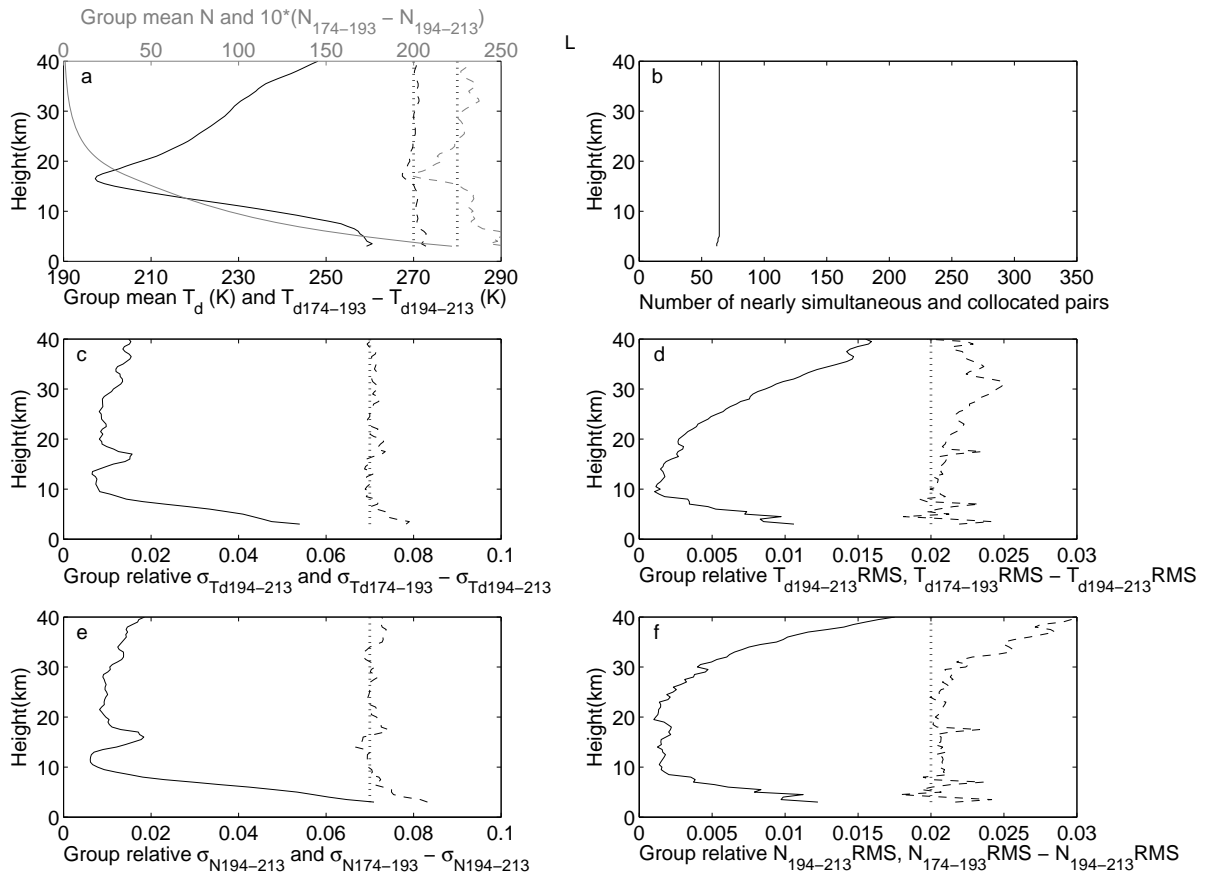 Group mean N and 10*(N174–193 – N194–213)
0 50 100 150 200 250
L
40 30 20 10 0
Height(km)
a
190 210 230 250 270 290
Group mean Td (K) and Td174–193 – Td194–213 (K)
40 30 20 10 0
Height(km)
b
0 50 100 150 200 250 300 350
Number of nearly simultaneous and collocated pairs
40 30 20 10 0
Height(km)
c
0 0.02 0.04 0.06 0.08 0.1
Group relative σTd194–213 and σTd174–193 – σTd194–213
40 30 20 10 0
Height(km)
d
0 0.005 0.01 0.015 0.02 0.025 0.03
Group relative Td194–213RMS, Td174–193RMS – Td194–213RMS
40 30 20 10 0
Height(km)
e
0 0.02 0.04 0.06 0.08 0.1
Group relative σN194–213 and σN174–193 – σN194–213
40 30 20 10 0
Height(km)
f
0 0.005 0.01 0.015 0.02 0.025 0.03
Group relative N194–213RMS, N174–193RMS – N194–213RMS